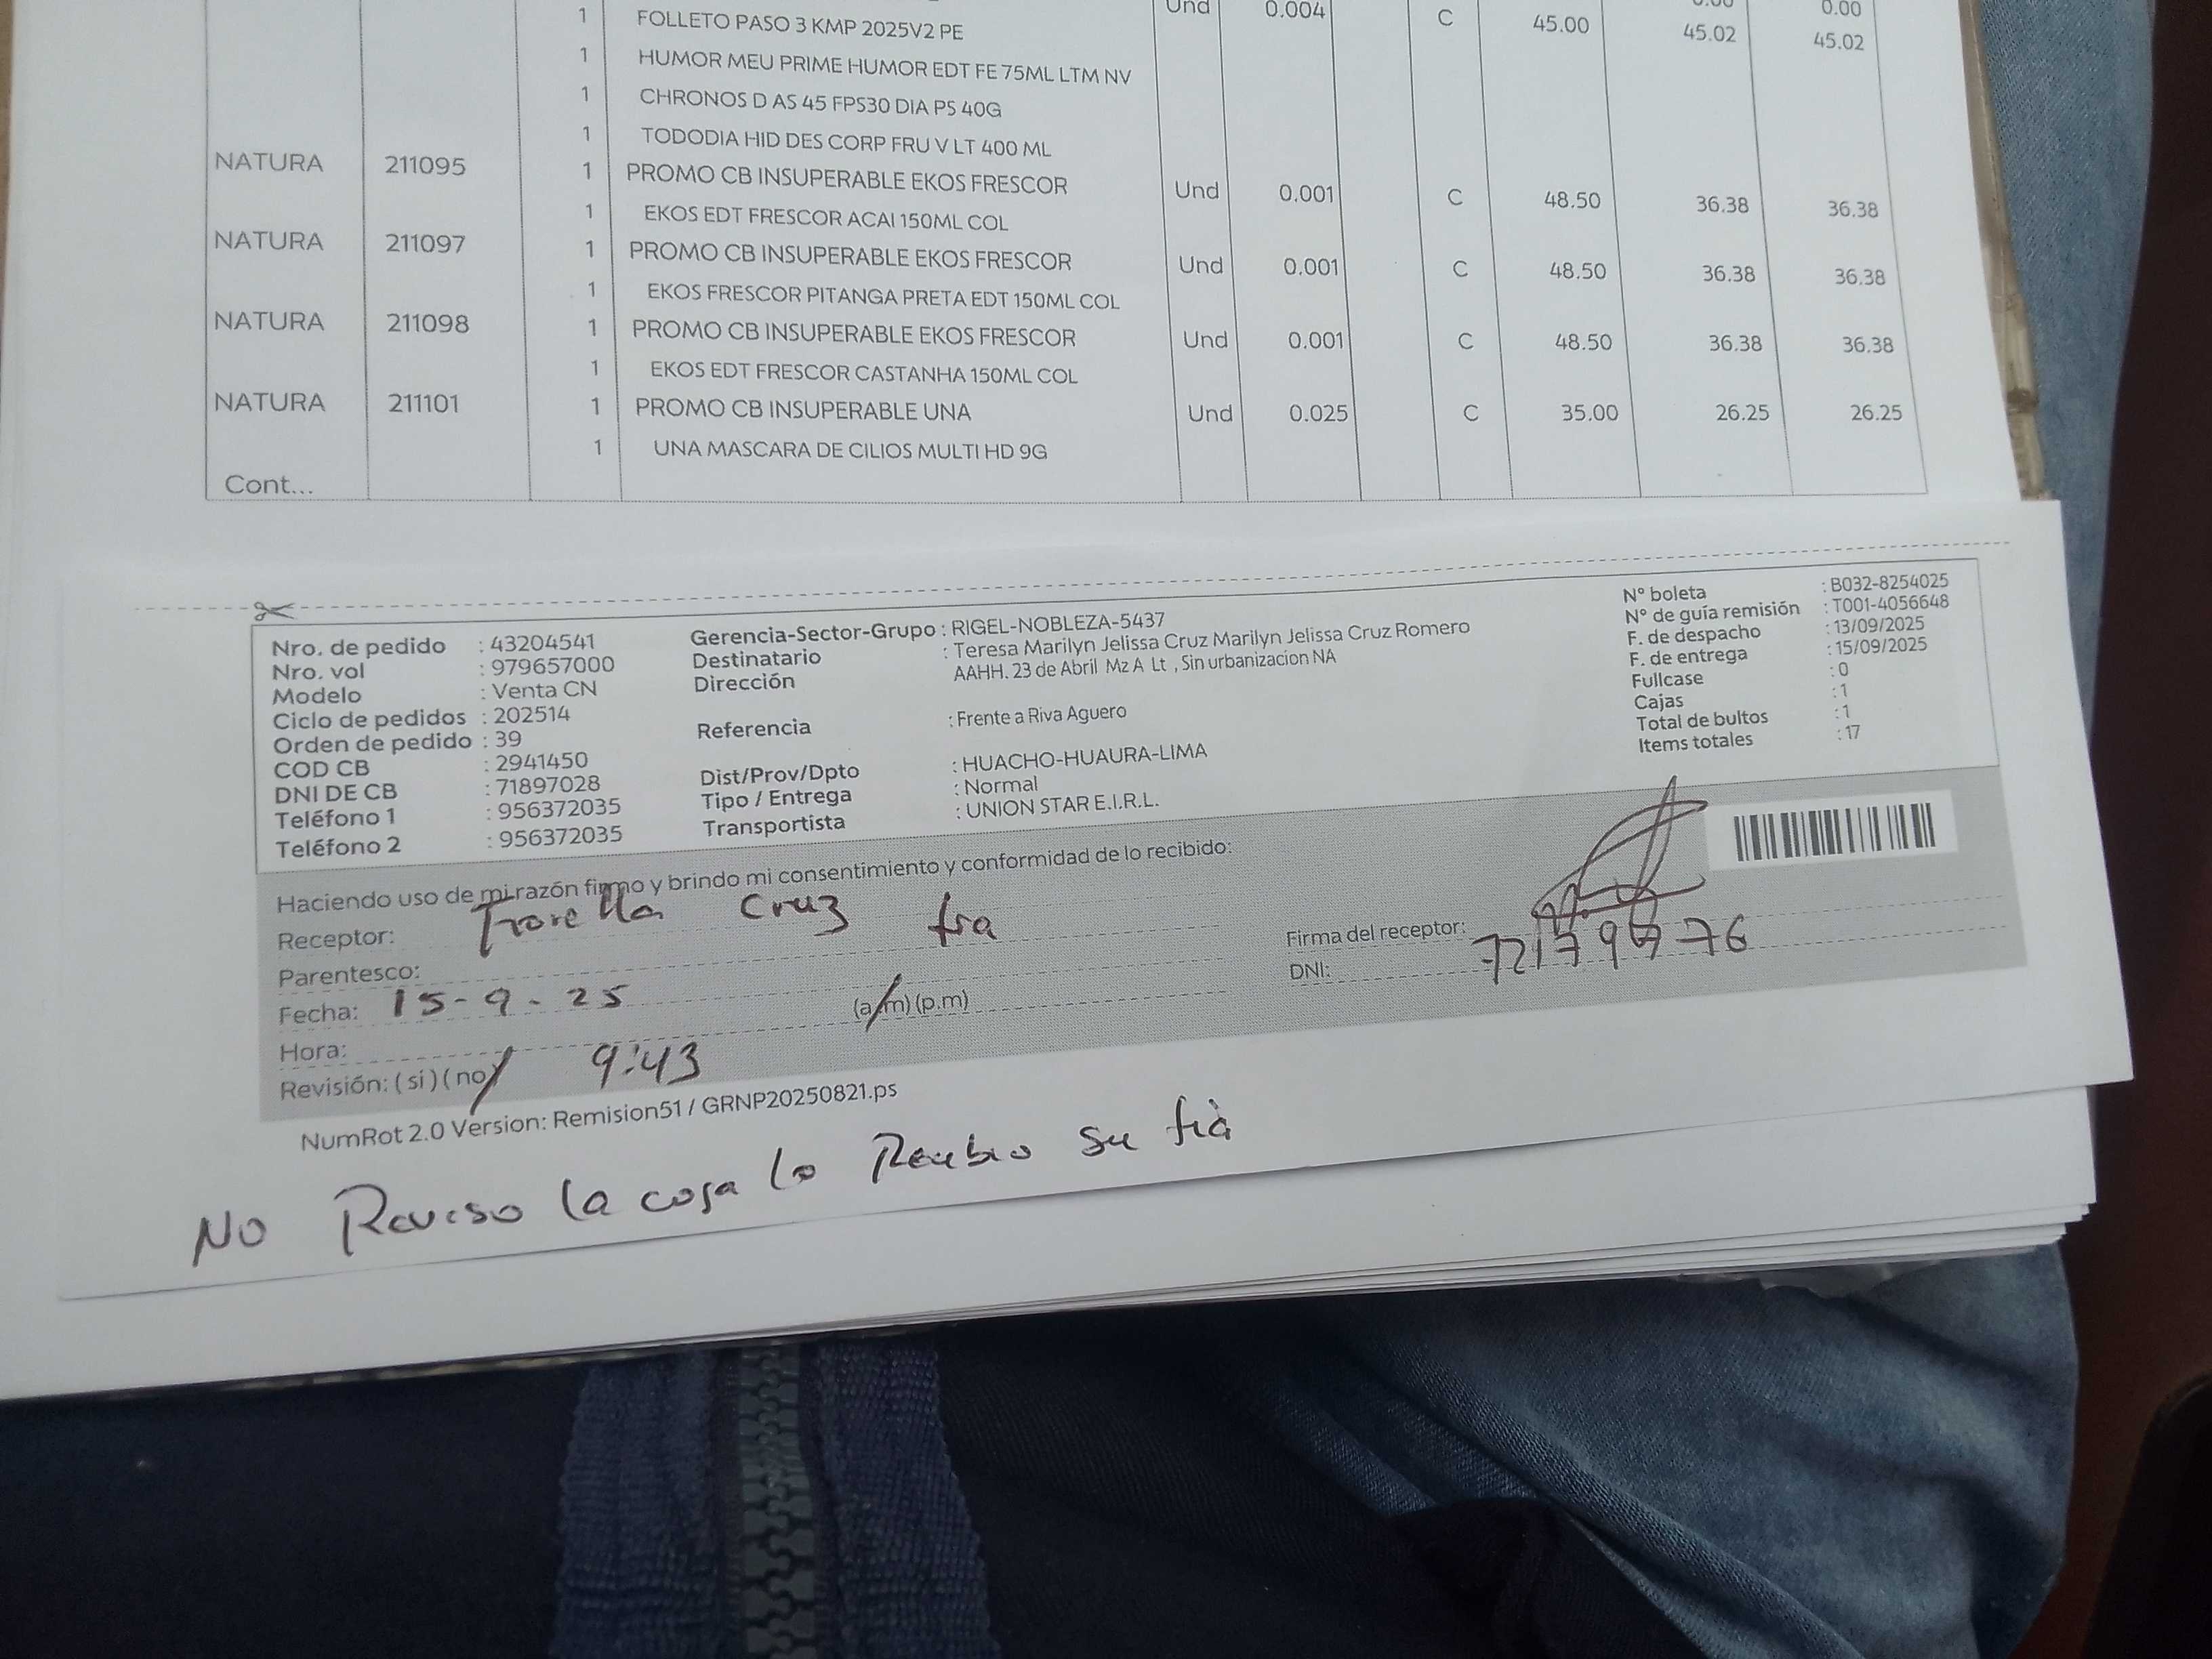 1 FOLLETO PASO 3 KMP 2025V2 PE Und 0.004 C 45.00 45.02 45.02
0.00 0.00
1 HUMOR MEU PRIME HUMOR EDT FE 75ML LTM NV
1 CHRONOS D AS 45 FPS30 DIA PS 40G
1 TODODIA HID DES CORP FRU V LT 400 ML
NATURA 211095 1 PROMO CB INSUPERABLE EKOS FRESCOR Und 0.001 C 48.50 36.38 36.38
1 EKOS EDT FRESCOR ACAI 150ML COL
NATURA 211097 1 PROMO CB INSUPERABLE EKOS FRESCOR Und 0.001 C 48.50 36.38 36.38
1 EKOS FRESCOR PITANGA PRETA EDT 150ML COL
NATURA 211098 1 PROMO CB INSUPERABLE EKOS FRESCOR Und 0.001 C 48.50 36.38 36.38
1 EKOS EDT FRESCOR CASTANHA 150ML COL
NATURA 211101 1 PROMO CB INSUPERABLE UNA Und 0.025 C 35.00 26.25 26.25
1 UNA MASCARA DE CILIOS MULTI HD 9G
Cont...
Nro. de pedido : 43204541
Nro. vol : 979657000
Modelo : Venta CN
Ciclo de pedidos : 202514
Orden de pedido : 39
COD CB : 2941450
DNI DE CB : 71897028
Teléfono 1 : 956372035
Teléfono 2 : 956372035
Gerencia-Sector-Grupo : RIGEL-NOBLEZA-5437
Destinatario : Teresa Marilyn Jelissa Cruz Marilyn Jelissa Cruz Romero
Dirección AAHH. 23 de Abril Mz A Lt , Sin urbanizacion NA
Referencia : Frente a Riva Aguero
Dist/Prov/Dpto : HUACHO-HUAURA-LIMA
Tipo / Entrega : Normal
Transportista : UNION STAR E.I.R.L.
N° boleta : B032-8254025
N° de guía remisión : T001-4056648
F. de despacho : 13/09/2025
F. de entrega : 15/09/2025
Fullcase : 0
Cajas : 1
Total de bultos : 1
Items totales : 17
Haciendo uso de mi razón firmo y brindo mi consentimiento y conformidad de lo recibido:
Receptor: Cruz tia
Parentesco:
Fecha: 15-9-25
Hora: 9:43 (a.m) (p.m)
Revisión: ( si ) ( no )
Firma del receptor:
DNI:
NumRot 2.0 Version: Remision51 / GRNP20250821.ps
No Reviso la cosa lo Recibio su tia